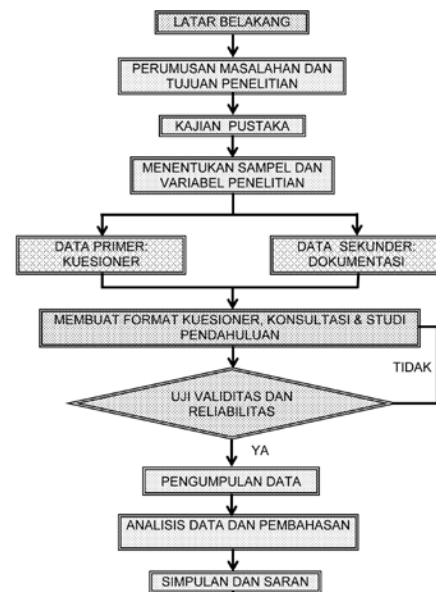 LATAR BELAKANG
PERUMUSAN MASALAHAN DAN
TUJUAN PENELITIAN
KAJIAN PUSTAKA
MENENTUKAN SAMPEL DAN
VARIABEL PENELITIAN
DATA PRIMER:
KUESIONER
DATA SEKUNDER:
DOKUMENTASI
MEMBUAT FORMAT KUESIONER, KONSULTASI & STUDI
PENDAHULUAN
TIDAK
UJI VALIDITAS DAN
RELIABILITAS
YA
PENGUMPULAN DATA
ANALISIS DATA DAN PEMBAHASAN
SIMPULAN DAN SARAN